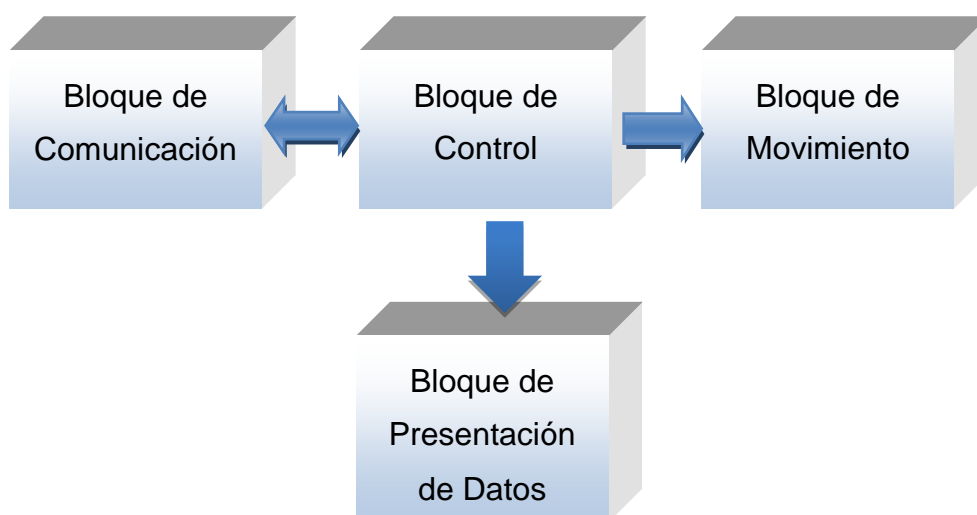 Bloque de
Comunicación
Bloque de
Control
Bloque de
Movimiento
Bloque de
Presentación
de Datos